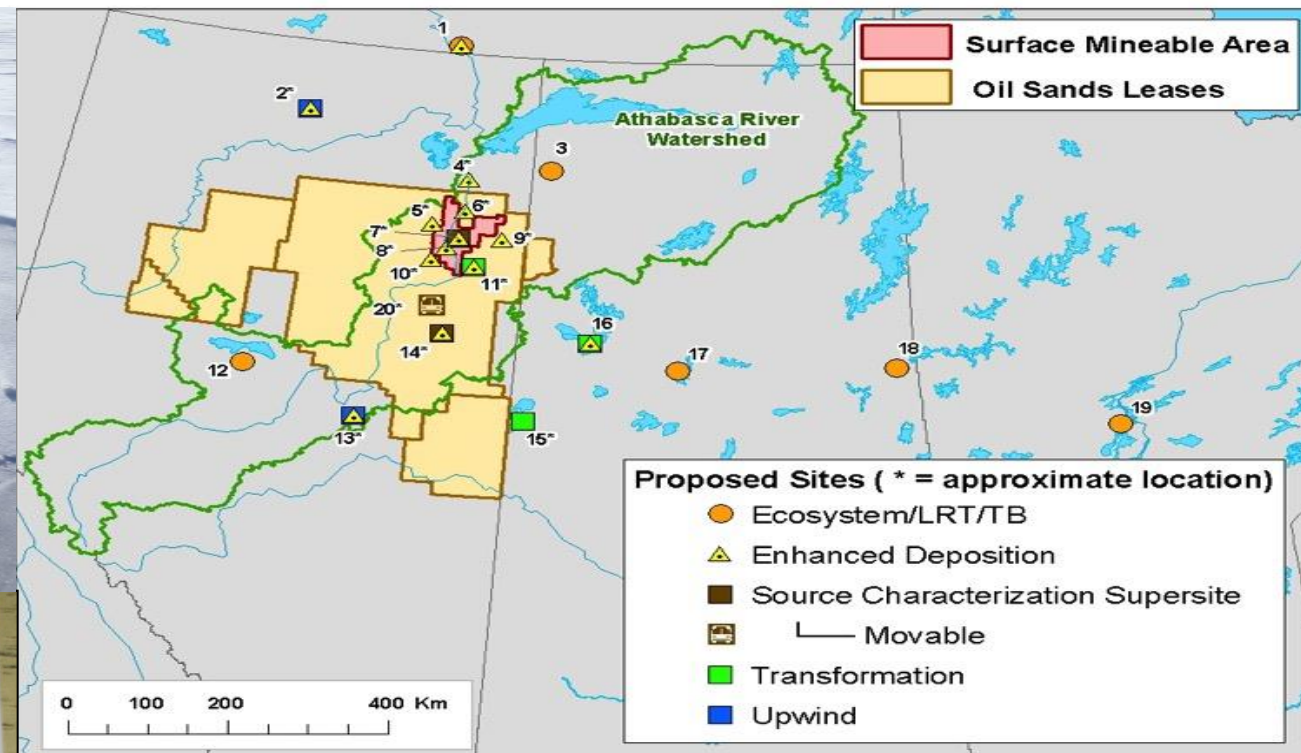 1
Surface Mineable Area
Oil Sands Leases
2*
Athabasca River
Watershed
3
4*
5*
6*
7*
8*
9*
10*
11*
20*
14*
12
13*
15*
16
17
18
19
Proposed Sites ( * = approximate location)
Ecosystem/LRT/TB
Enhanced Deposition
Source Characterization Supersite
Movable
Transformation
Upwind
0 100 200 400 Km